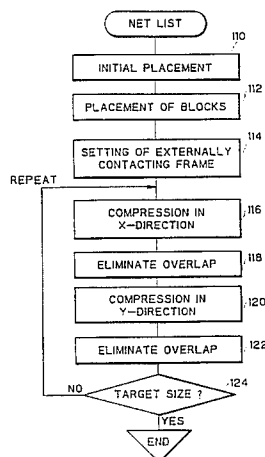 NET LIST
110
INITIAL PLACEMENT
112
PLACEMENT OF BLOCKS
114
SETTING OF EXTERNALLY
CONTACTING FRAME
REPEAT
116
COMPRESSION IN
X-DIRECTION
118
ELIMINATE OVERLAP
120
COMPRESSION IN
Y-DIRECTION
122
ELIMINATE OVERLAP
124
NO
TARGET SIZE ?
YES
END